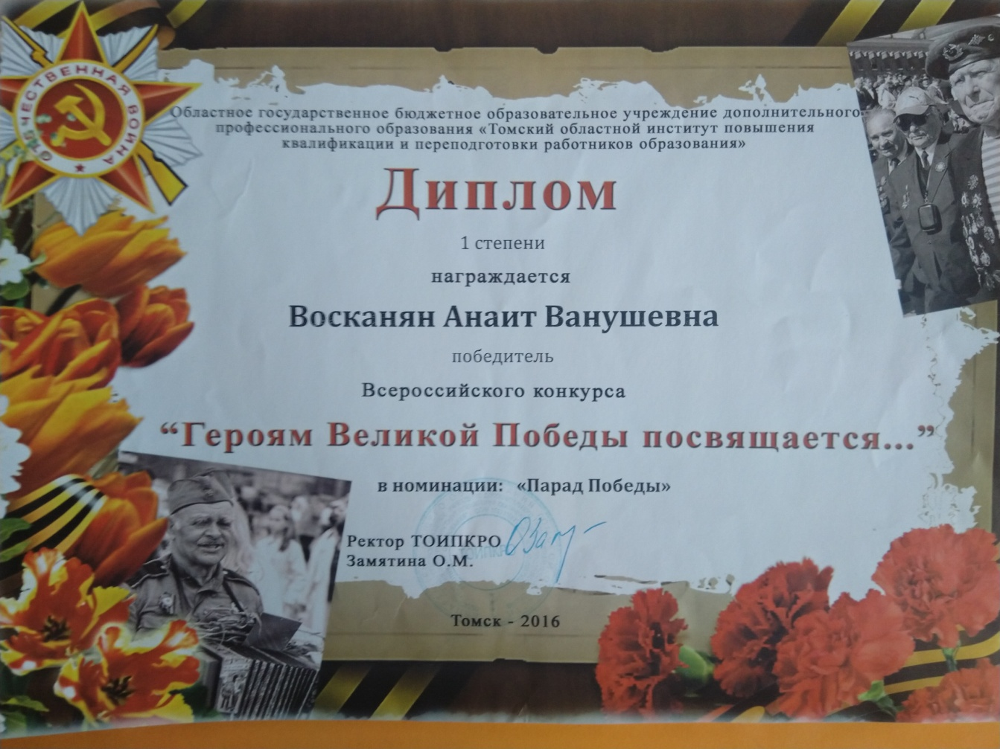 ОТЕЧЕСТВЕННАЯ ВОЙНА
Областное государственное бюджетное образовательное учреждение дополнительного
профессионального образования «Томский областной институт повышения
квалификации и переподготовки работников образования»
Диплом
1 степени
награждается
Восканян Анаит Ванушевна
победитель
Всероссийского конкурса
“Героям Великой Победы посвящается...”
в номинации: «Парад Победы»
Ректор ТОИПКРО
Замятина О.М.
Томск - 2016